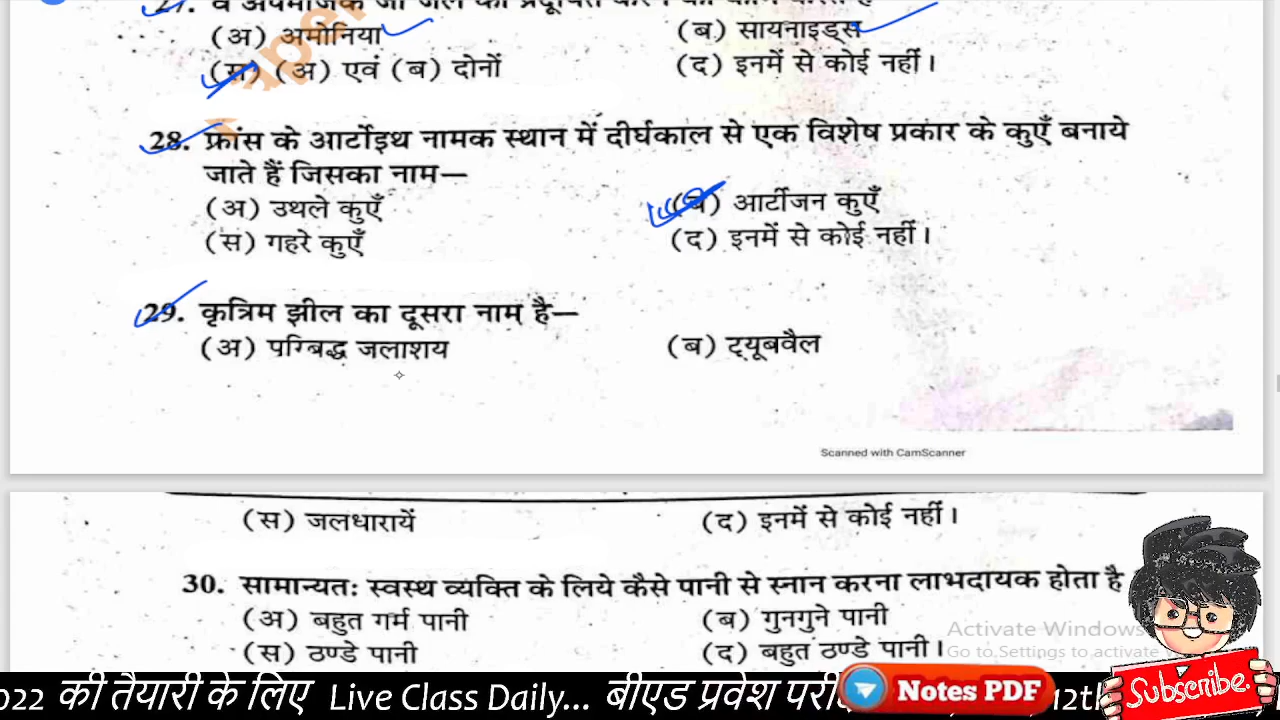 27.
(अ) अमोनिया (ब) सायनाइड्स
(स) (अ) एवं (ब) दोनों (द) इनमें से कोई नहीं।
28. फ्रांस के आर्टोइथ नामक स्थान में दीर्घकाल से एक विशेष प्रकार के कुएँ बनाये
जाते हैं जिसका नाम—
(अ) उथले कुएँ (ब) आर्टीजन कुएँ
(स) गहरे कुएँ (द) इनमें से कोई नहीं।
29. कृत्रिम झील का दूसरा नाम है—
(अ) पग्बिद्ध जलाशय (ब) ट्यूबवैल
Scanned with CamScanner
(स) जलधारायें (द) इनमें से कोई नहीं।
30. सामान्यतः स्वस्थ व्यक्ति के लिये कैसे पानी से स्नान करना लाभदायक होता है
(अ) बहुत गर्म पानी (ब) गुनगुने पानी
Activate Windows
(स) ठण्डे पानी (द) बहुत ठण्डे पानी।
Go to Settings to activate
022 की तैयारी के लिए Live Class Daily... बीएड प्रवेश परी Notes PDF 12th Subscribe.